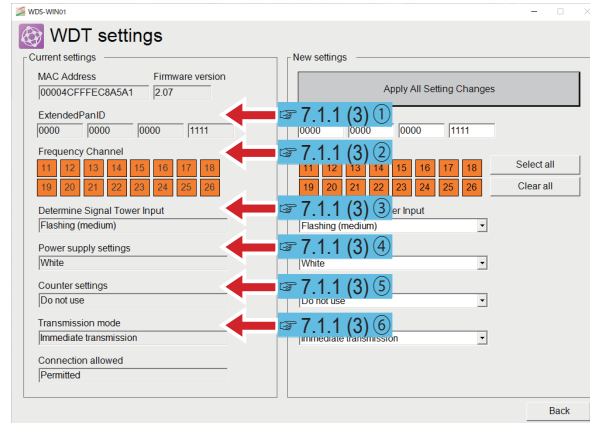 WDS-WIN01
WDT settings
Current settings
MAC Address Firmware version
00004CFFFEC8A5A1 2.07
ExtendedPanID
0000 0000 0000 1111
Frequency Channel
11 12 13 14 15 16 17 18
19 20 21 22 23 24 25 26
Determine Signal Tower Input
Flashing (medium)
Power supply settings
White
Counter settings
Do not use
Transmission mode
Immediate transmission
Connection allowed
Permitted
☞ 7.1.1 (3) ①
☞ 7.1.1 (3) ②
☞ 7.1.1 (3) ③
☞ 7.1.1 (3) ④
☞ 7.1.1 (3) ⑤
☞ 7.1.1 (3) ⑥
New settings
Apply All Setting Changes
0000 0000 0000 1111
11 12 13 14 15 16 17 18 Select all
19 20 21 22 23 24 25 26 Clear all
er Input
Flashing (medium)
White
Do not use
Immediate transmission
Back